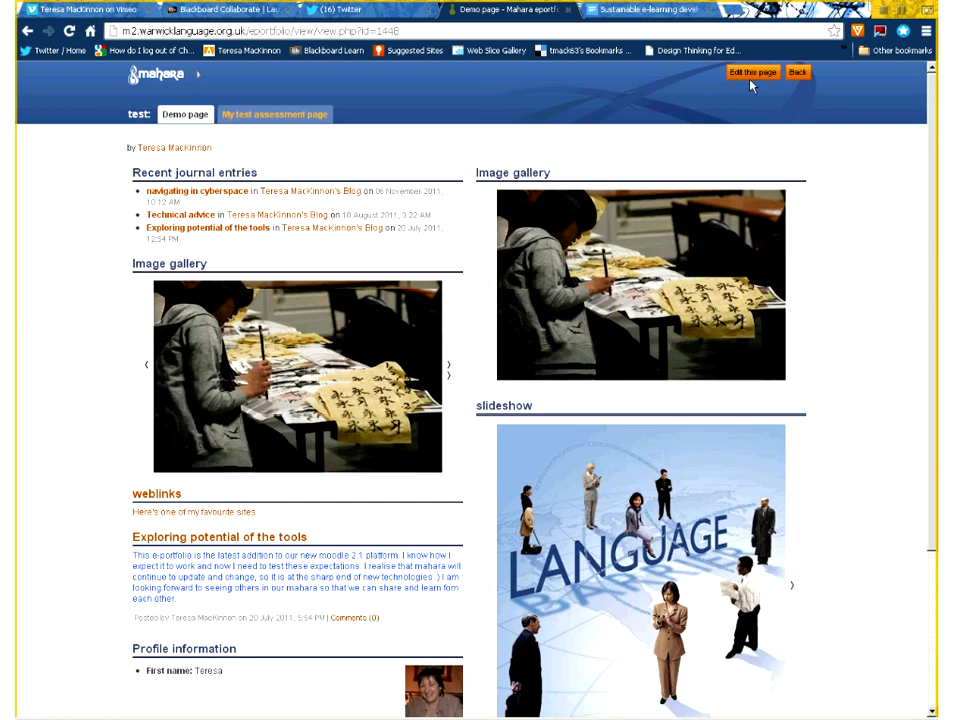 Teresa MacKinnon on Vimeo
Blackboard Collaborate | Lau
(16) Twitter
Demo page - Mahara eportf
Sustainable e-learning devel
m2.warwicklanguage.org.uk/eportfolio/view/view.php?id=1448
Twitter / Home
How do I log out of Ch...
Teresa MacKinnon
Blackboard Learn
Suggested Sites
Web Slice Gallery
tmack63's Bookmarks ...
Design Thinking for Ed...
Other bookmarks
mahara
Edit this page
Back
test:
Demo page
My test assessment page
by Teresa MacKinnon
Recent journal entries
navigating in cyberspace in Teresa MacKinnon's Blog on 06 November 2011,
10:12 AM
Technical advice in Teresa MacKinnon's Blog on 10 August 2011, 3:22 AM
Exploring potential of the tools in Teresa MacKinnon's Blog on 20 July 2011,
12:54 PM
Image gallery
weblinks
Here's one of my favourite sites
Exploring potential of the tools
This e-portfolio is the latest addition to our new moodle 2.1 platform. I know how I
expect it to work and now I need to test these expectations. I realise that mahara will
continue to update and change, so it is at the sharp end of new technologies :) I am
looking forward to seeing others in our mahara so that we can share and learn fom
each other.
Posted by Teresa MacKinnon on 20 July 2011, 5:54 PM | Comments (0)
Profile information
First name: Teresa
Image gallery
slideshow
LANGUAGE